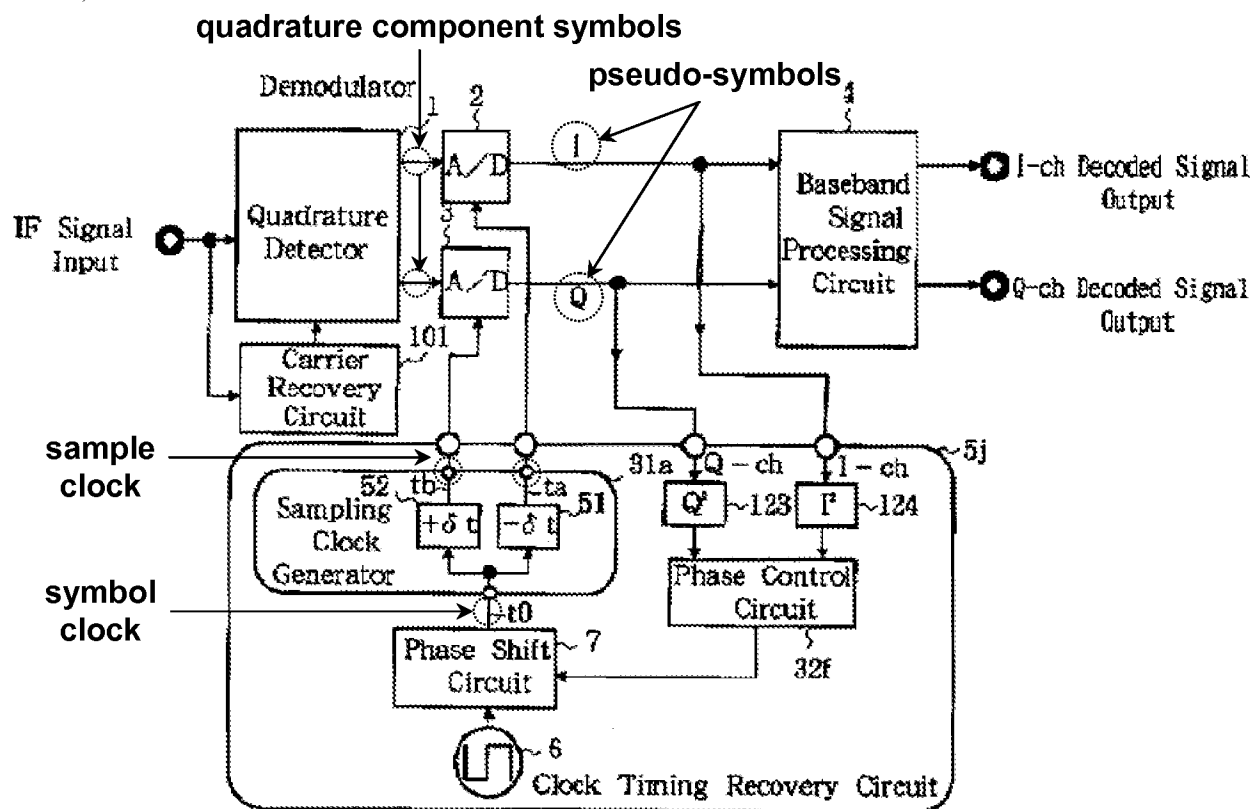 quadrature component symbols
pseudo-symbols
Demodulator
1
2
4
A/D
I
I-ch Decoded Signal
Output
Quadrature
Detector
IF Signal
Input
3
A/D
Q
Baseband
Signal
Processing
Circuit
Q-ch Decoded Signal
Output
101
Carrier
Recovery
Circuit
sample
clock
5j
31a
Q-ch
I-ch
52
tb
ta
51
Sampling
Clock
Generator
+δ t
-δ t
Q²
123
I²
124
Phase Control
Circuit
32f
symbol
clock
t0
Phase Shift
Circuit
7
6
Clock Timing Recovery Circuit